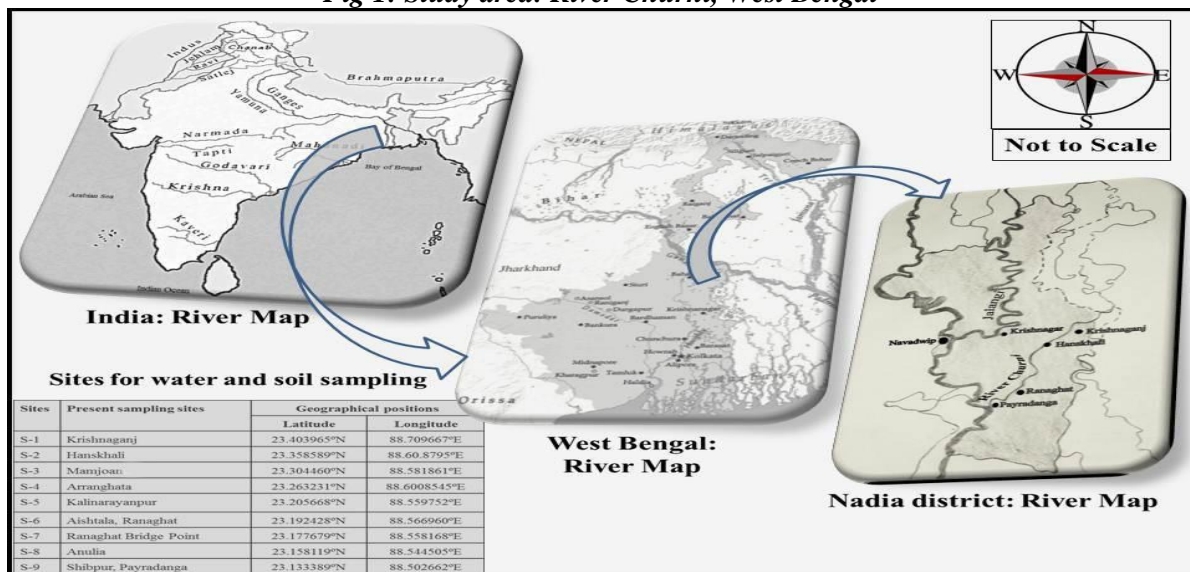 Fig 1: Study area: River Churni, West Bengal
N
W
E
S
Not to Scale
Indus
Jehlam
Chanab
Ravi
Satlej
Brahmaputra
Ganges
Yamuna
Narmada
Mahanadi
Tapti
Godavari
Bay of Bengal
Krishna
Arabian Sea
Kaveri
Indian Ocean
India: River Map
Himalayas
NEPAL
Cooch Behar
Bihar
Jharkhand
Suri
Asansol
Raniganj
Durgapur
Puruliya
Bankura
Bardhaman
Krishnanagar
Chunchura
Barasat
Howrah
Kolkata
Alipore
Midnapore
Tamluk
Kharagpur
Haldia
Orissa
West Bengal:
River Map
Jalangi
Navadwip
Krishnagar
Krishnaganj
Hanskhali
River Churni
Ranaghat
Payradanga
Nadia district: River Map
Sites for water and soil sampling
Sites Present sampling sites Geographical positions
Latitude Longitude
S-1 Krishnaganj 23.403965°N 88.709667°E
S-2 Hanskhali 23.358589°N 88.60.8795°E
S-3 Mamjoan 23.304460°N 88.581861°E
S-4 Arranghata 23.263231°N 88.6008545°E
S-5 Kalinarayanpur 23.205668°N 88.559752°E
S-6 Aishtala, Ranaghat 23.192428°N 88.566960°E
S-7 Ranaghat Bridge Point 23.177679°N 88.558168°E
S-8 Anulia 23.158119°N 88.544505°E
S-9 Shibpur, Payradanga 23.133389°N 88.502662°E